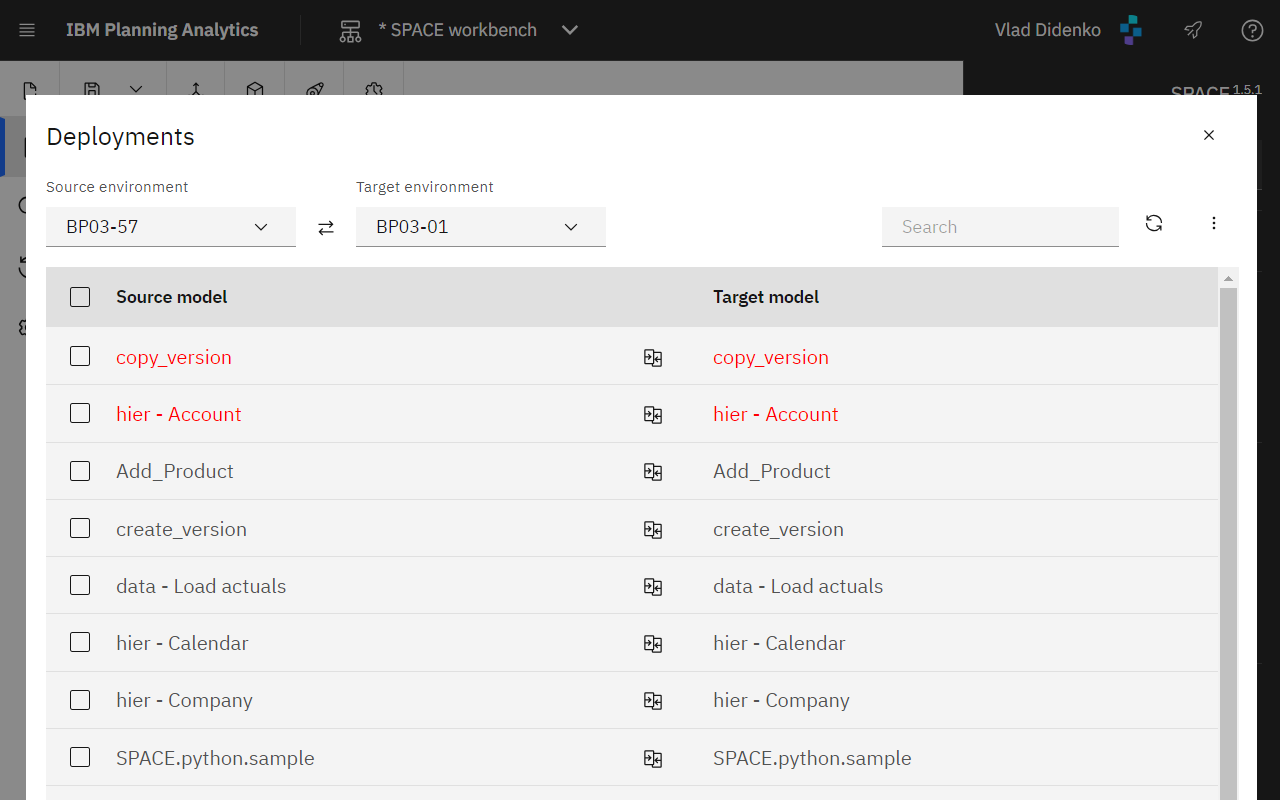 IBM Planning Analytics
* SPACE workbench
Vlad Didenko
SPACE 1.5.1
Deployments
Source environment
Target environment
BP03-57
BP03-01
Search
Source model
Target model
copy_version
copy_version
hier - Account
hier - Account
Add_Product
Add_Product
create_version
create_version
data - Load actuals
data - Load actuals
hier - Calendar
hier - Calendar
hier - Company
hier - Company
SPACE.python.sample
SPACE.python.sample